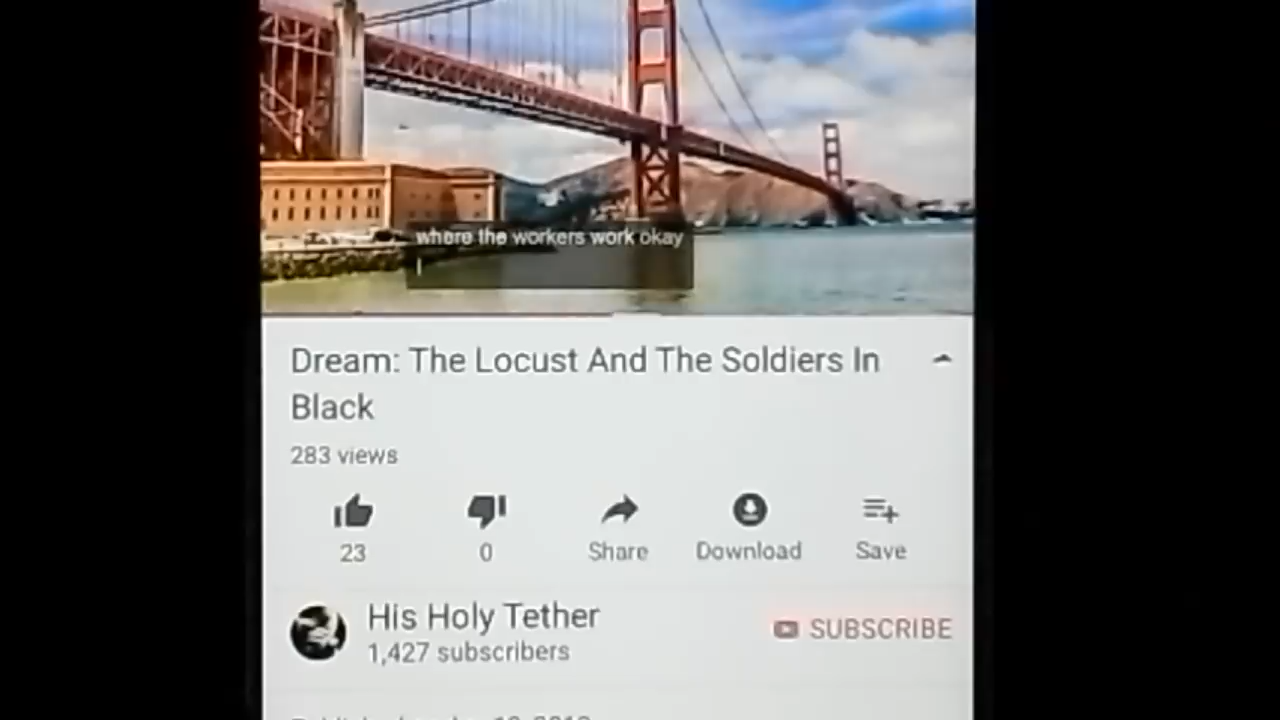 where the workers work okay
Dream: The Locust And The Soldiers In
Black
283 views
23
0
Share
Download
Save
His Holy Tether
1,427 subscribers
SUBSCRIBE